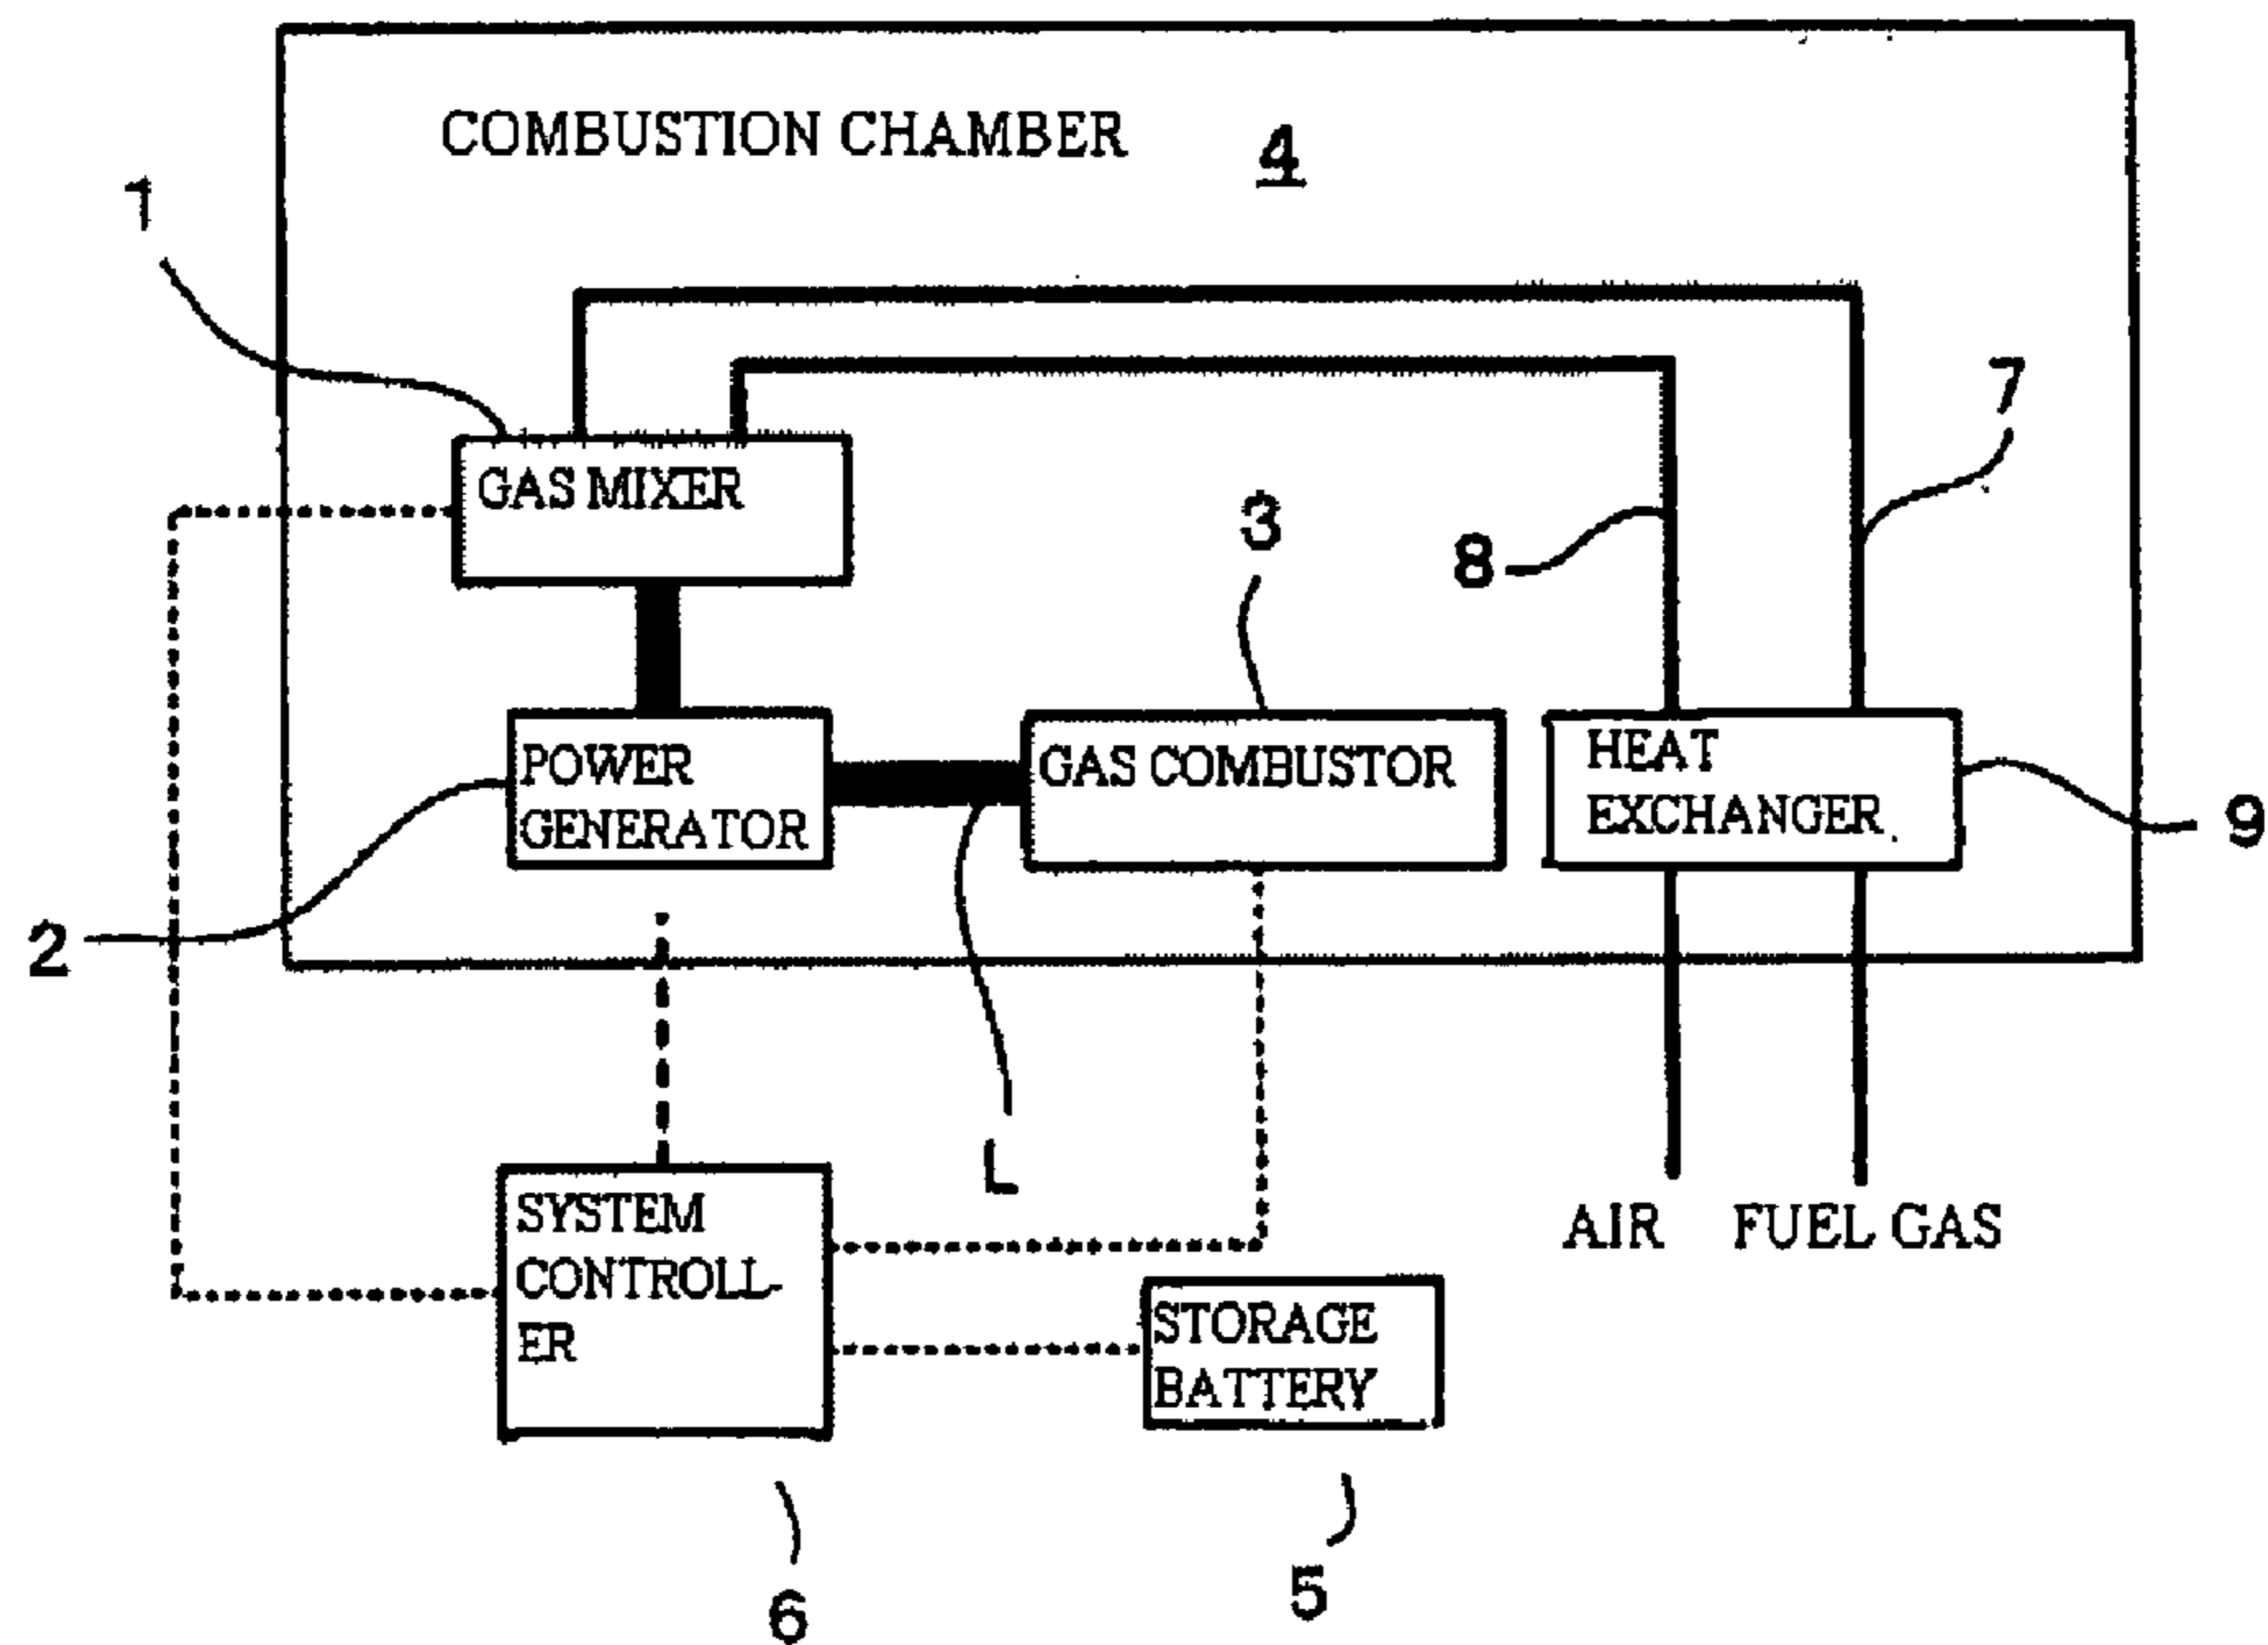 COMBUSTION CHAMBER
4
1
7
GAS MIXER
3
8
POWER
GENERATOR
GAS COMBUSTOR
HEAT
EXCHANGER
9
2
L
SYSTEM
CONTROLL-
ER
AIR
FUEL GAS
STORAGE
BATTERY
6
5